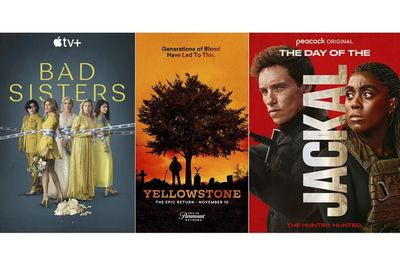 tv+
BAD
SISTERS
Generations of Blood
Have Led To This.
YELLOWSTONE
THE EPIC RETURN - NOVEMBER 10
Paramount
NETWORK
peacock ORIGINAL
THE DAY OF THE
JACKAL
THE HUNTER. HUNTED.